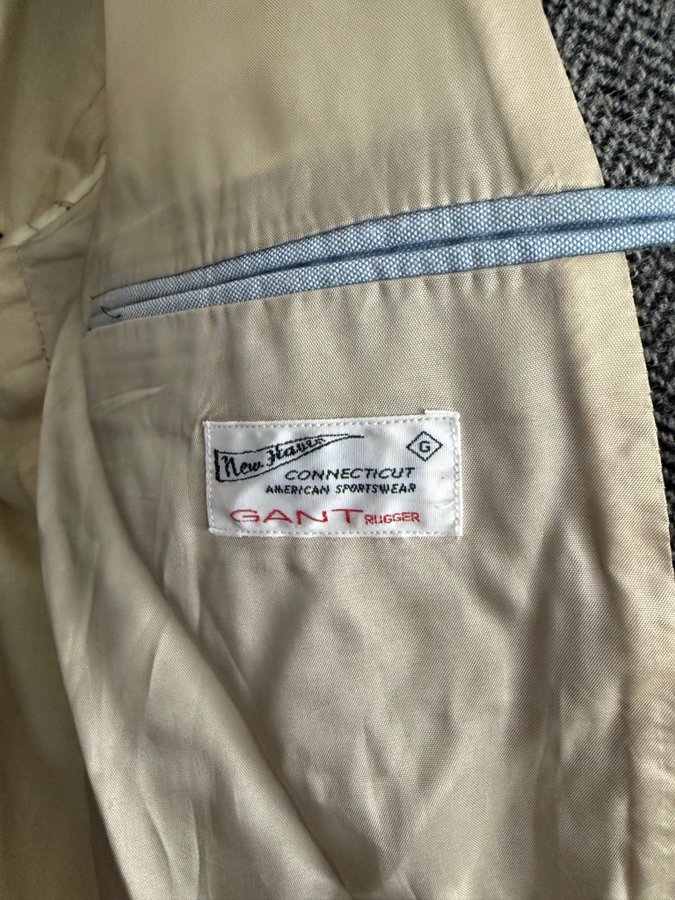 New Haven
G
CONNECTICUT
AMERICAN SPORTSWEAR
GANT RUGGER